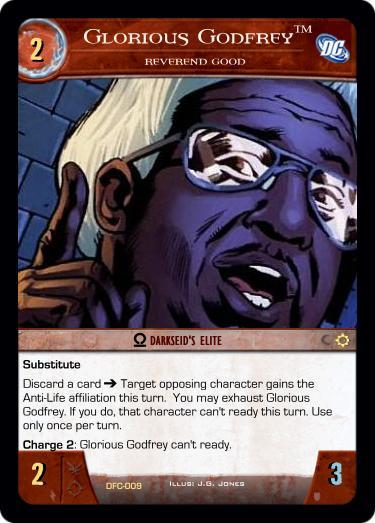 2
GLORIOUS GODFREY™
DC
REVEREND GOOD
DARKSEID'S ELITE
Substitute
Discard a card ➔ Target opposing character gains the
Anti-Life affiliation this turn. You may exhaust Glorious
Godfrey. If you do, that character can't ready this turn. Use
only once per turn.
Charge 2: Glorious Godfrey can't ready.
2
DFC-009
ILLUS: J.G. JONES
3